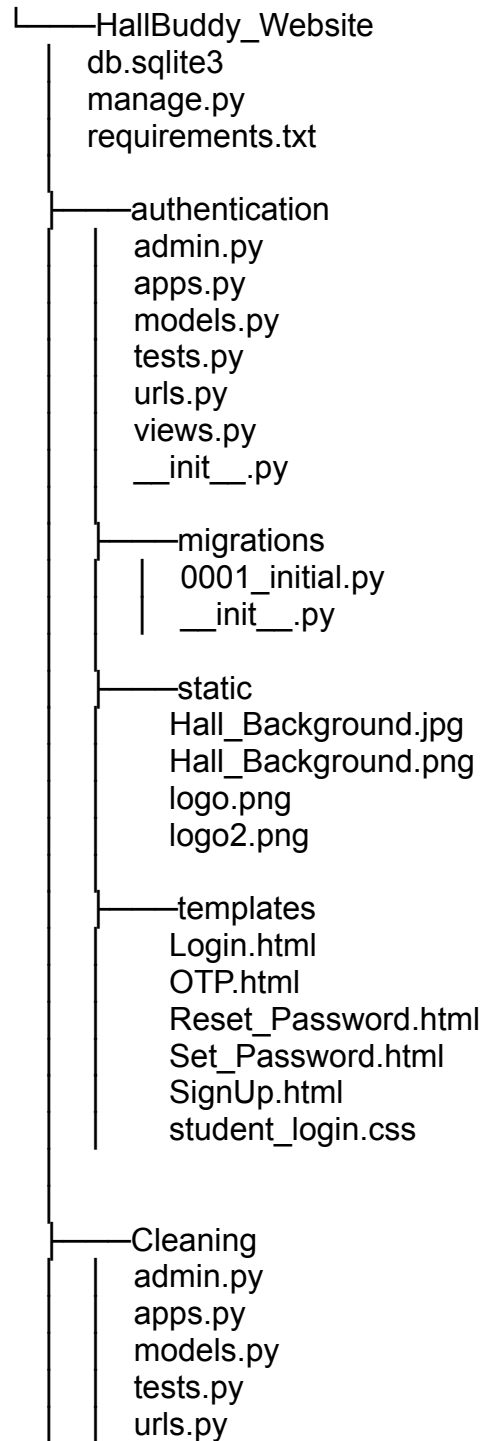 HallBuddy_Website
db.sqlite3
manage.py
requirements.txt
authentication
admin.py
apps.py
models.py
tests.py
urls.py
views.py
__init__.py
migrations
0001_initial.py
__init__.py
static
Hall_Background.jpg
Hall_Background.png
logo.png
logo2.png
templates
Login.html
OTP.html
Reset_Password.html
Set_Password.html
SignUp.html
student_login.css
Cleaning
admin.py
apps.py
models.py
tests.py
urls.py